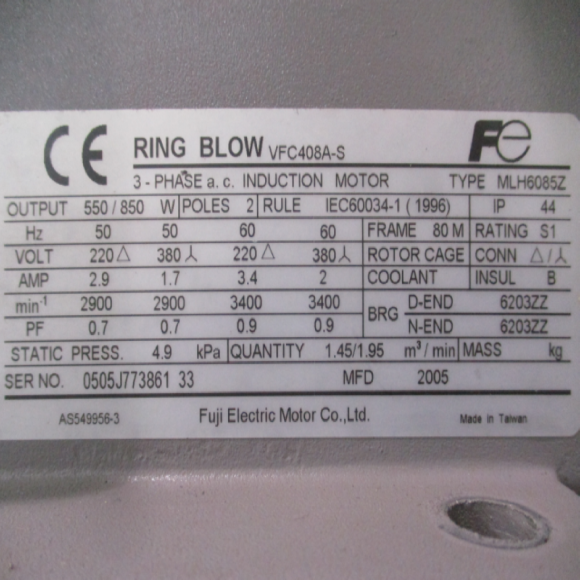 CE RING BLOW VFC408A-S Fe
3 - PHASE a. c. INDUCTION MOTOR TYPE MLH6085Z
OUTPUT 550 / 850 W POLES 2 RULE IEC60034-1 ( 1996) IP 44
Hz 50 50 60 60 FRAME 80 M RATING S1
VOLT 220 △ 380 人 220 △ 380 人 ROTOR CAGE CONN △ / 人
AMP 2.9 1.7 3.4 2 COOLANT INSUL B
min⁻¹ 2900 2900 3400 3400 BRG D-END 6203ZZ
PF 0.7 0.7 0.9 0.9 N-END 6203ZZ
STATIC PRESS. 4.9 kPa QUANTITY 1.45/1.95 m³ / min MASS kg
SER NO. 0505J773861 33 MFD 2005
AS549956-3 Fuji Electric Motor Co.,Ltd. Made in Taiwan